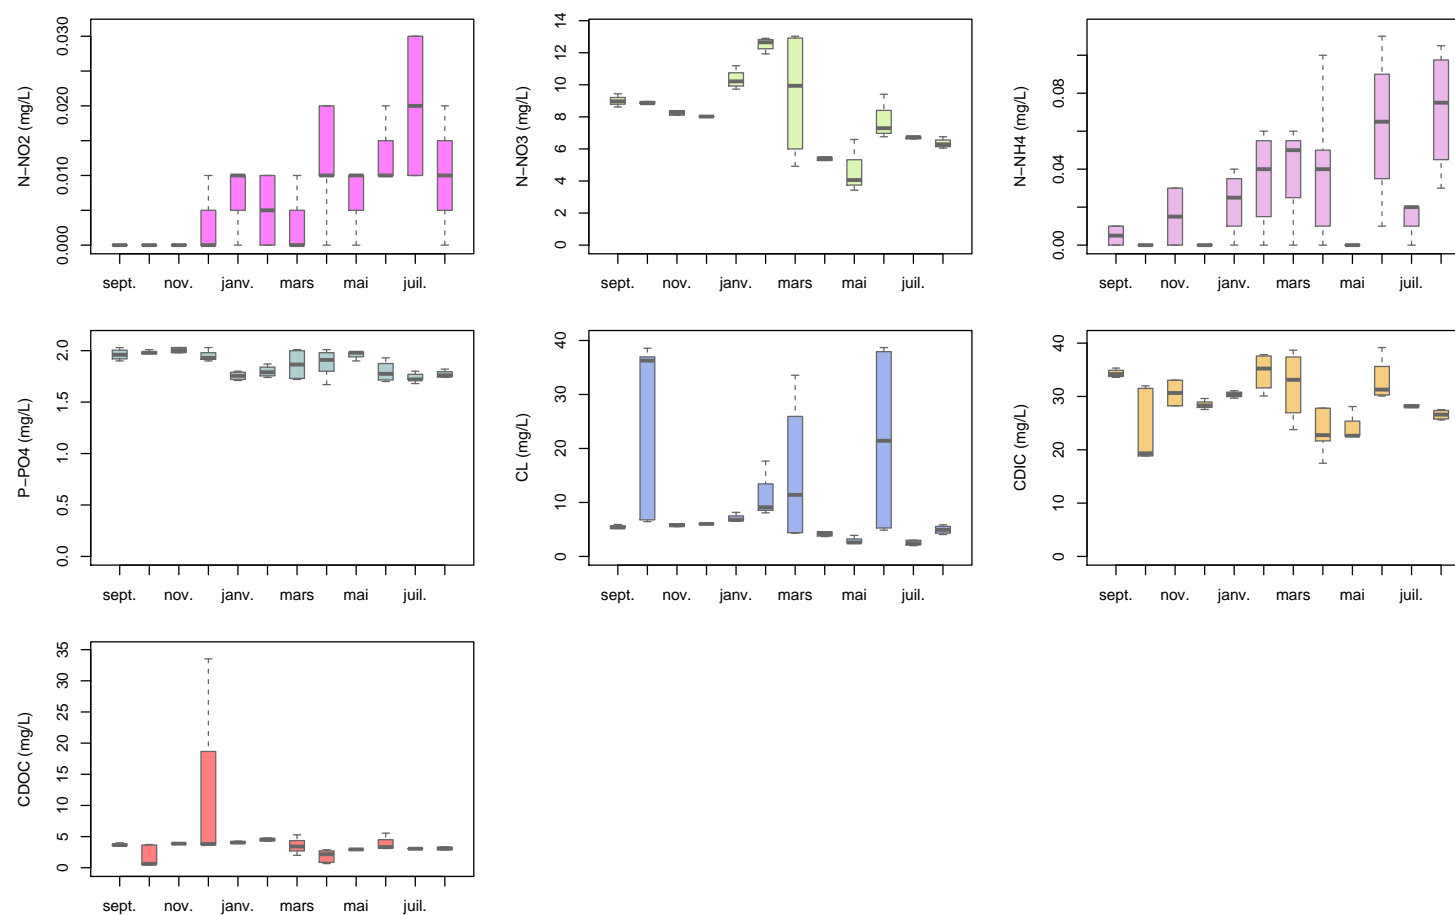 N−NO2 (mg/L)
0.000 0.010 0.020 0.030
sept. nov. janv. mars mai juil.
N−NO3 (mg/L)
0 2 4 6 8 10 12 14
sept. nov. janv. mars mai juil.
N−NH4 (mg/L)
0.00 0.04 0.08
sept. nov. janv. mars mai juil.
P−PO4 (mg/L)
0.0 0.5 1.0 1.5 2.0
sept. nov. janv. mars mai juil.
CL (mg/L)
0 10 20 30 40
sept. nov. janv. mars mai juil.
CDIC (mg/L)
0 10 20 30 40
sept. nov. janv. mars mai juil.
CDOC (mg/L)
0 5 10 15 20 25 30 35
sept. nov. janv. mars mai juil.